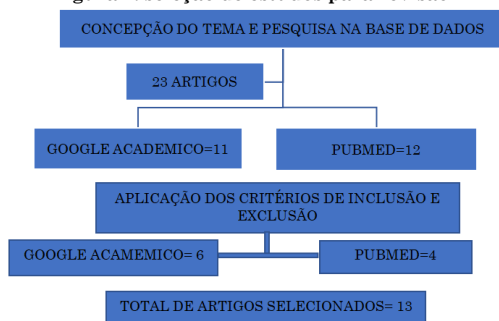 CONCEPÇÃO DO TEMA E PESQUISA NA BASE DE DADOS
23 ARTIGOS
GOOGLE ACADEMICO=11
PUBMED=12
APLICAÇÃO DOS CRITÉRIOS DE INCLUSÃO E
EXCLUSÃO
GOOGLE ACAMEMICO= 6
PUBMED=4
TOTAL DE ARTIGOS SELECIONADOS= 13